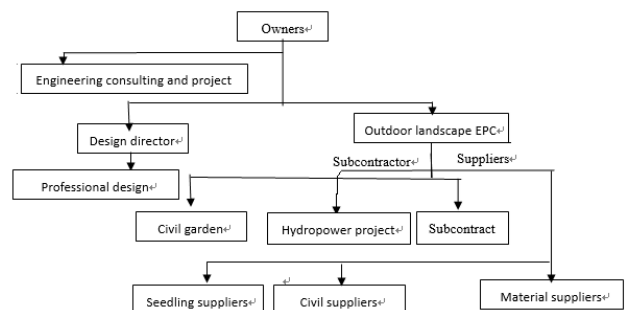 Owners
Engineering consulting and project
Design director
Outdoor landscape EPC
Subcontractor
Suppliers
Professional design
Civil garden
Hydropower project
Subcontract
Seedling suppliers
Civil suppliers
Material suppliers